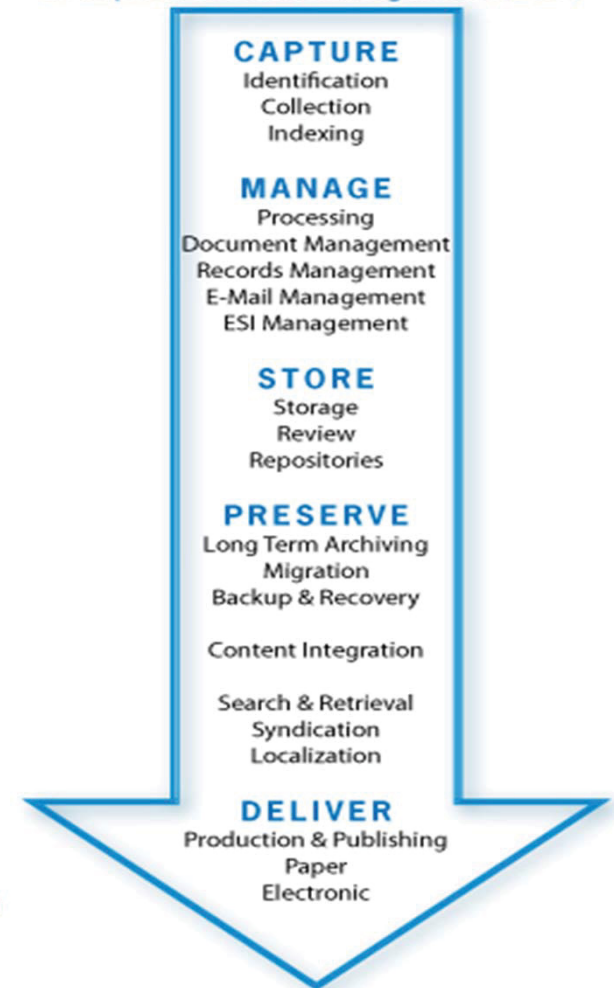 CAPTURE
Identification
Collection
Indexing
MANAGE
Processing
Document Management
Records Management
E-Mail Management
ESI Management
STORE
Storage
Review
Repositories
PRESERVE
Long Term Archiving
Migration
Backup & Recovery
Content Integration
Search & Retrieval
Syndication
Localization
DELIVER
Production & Publishing
Paper
Electronic